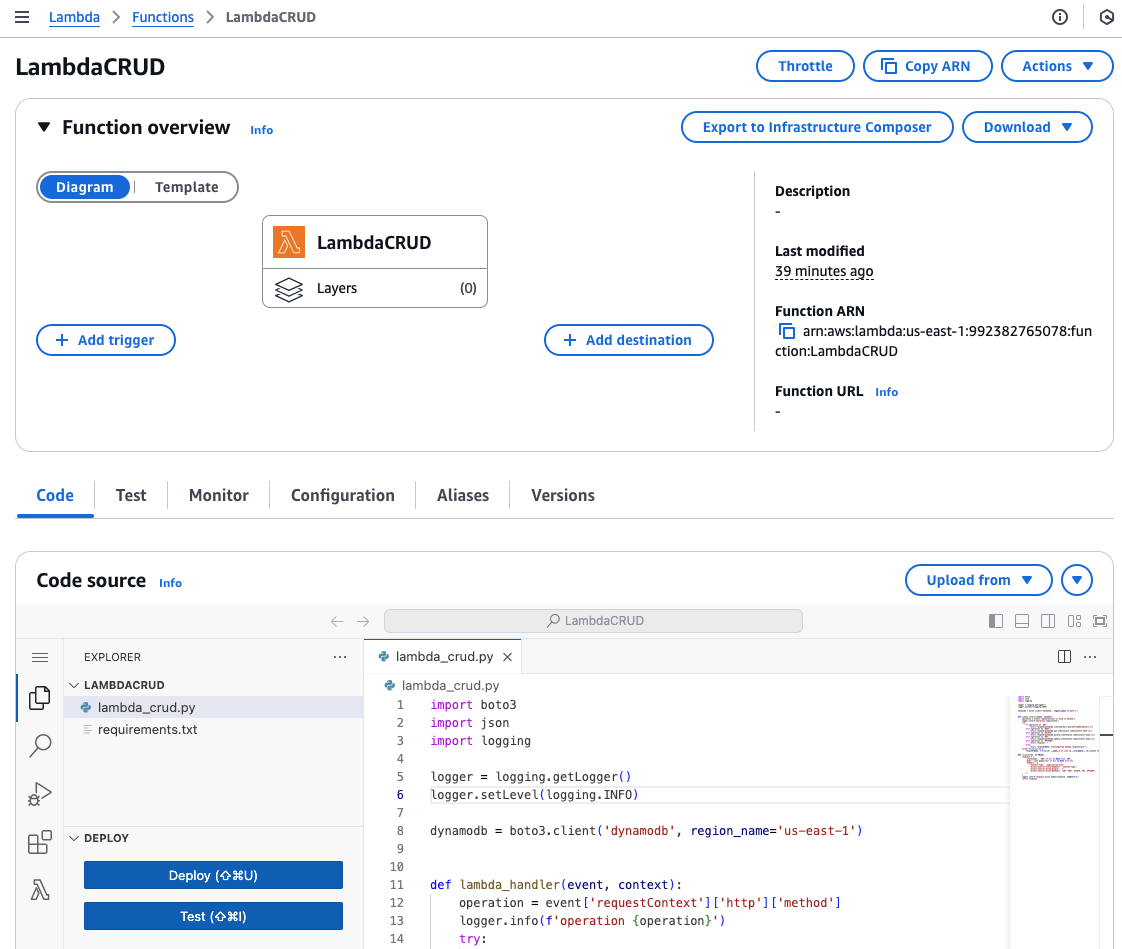 Lambda > Functions > LambdaCRUD
LambdaCRUD
Throttle
Copy ARN
Actions
Function overview
Info
Export to Infrastructure Composer
Download
Diagram
Template
LambdaCRUD
Layers
(0)
+ Add trigger
+ Add destination
Description
-
Last modified
39 minutes ago
Function ARN
arn:aws:lambda:us-east-1:992382765078:fun
ction:LambdaCRUD
Function URL
Info
-
Code
Test
Monitor
Configuration
Aliases
Versions
Code source
Info
Upload from
LambdaCRUD
EXPLORER
LAMBDACRUD
lambda_crud.py
requirements.txt
DEPLOY
Deploy (⇧⌘U)
Test (⇧⌘I)
lambda_crud.py
lambda_crud.py
1 import boto3
2 import json
3 import logging
4
5 logger = logging.getLogger()
6 logger.setLevel(logging.INFO)
7
8 dynamodb = boto3.client('dynamodb', region_name='us-east-1')
9
10
11 def lambda_handler(event, context):
12     operation = event['requestContext']['http']['method']
13     logger.info(f'operation {operation}')
14     try: